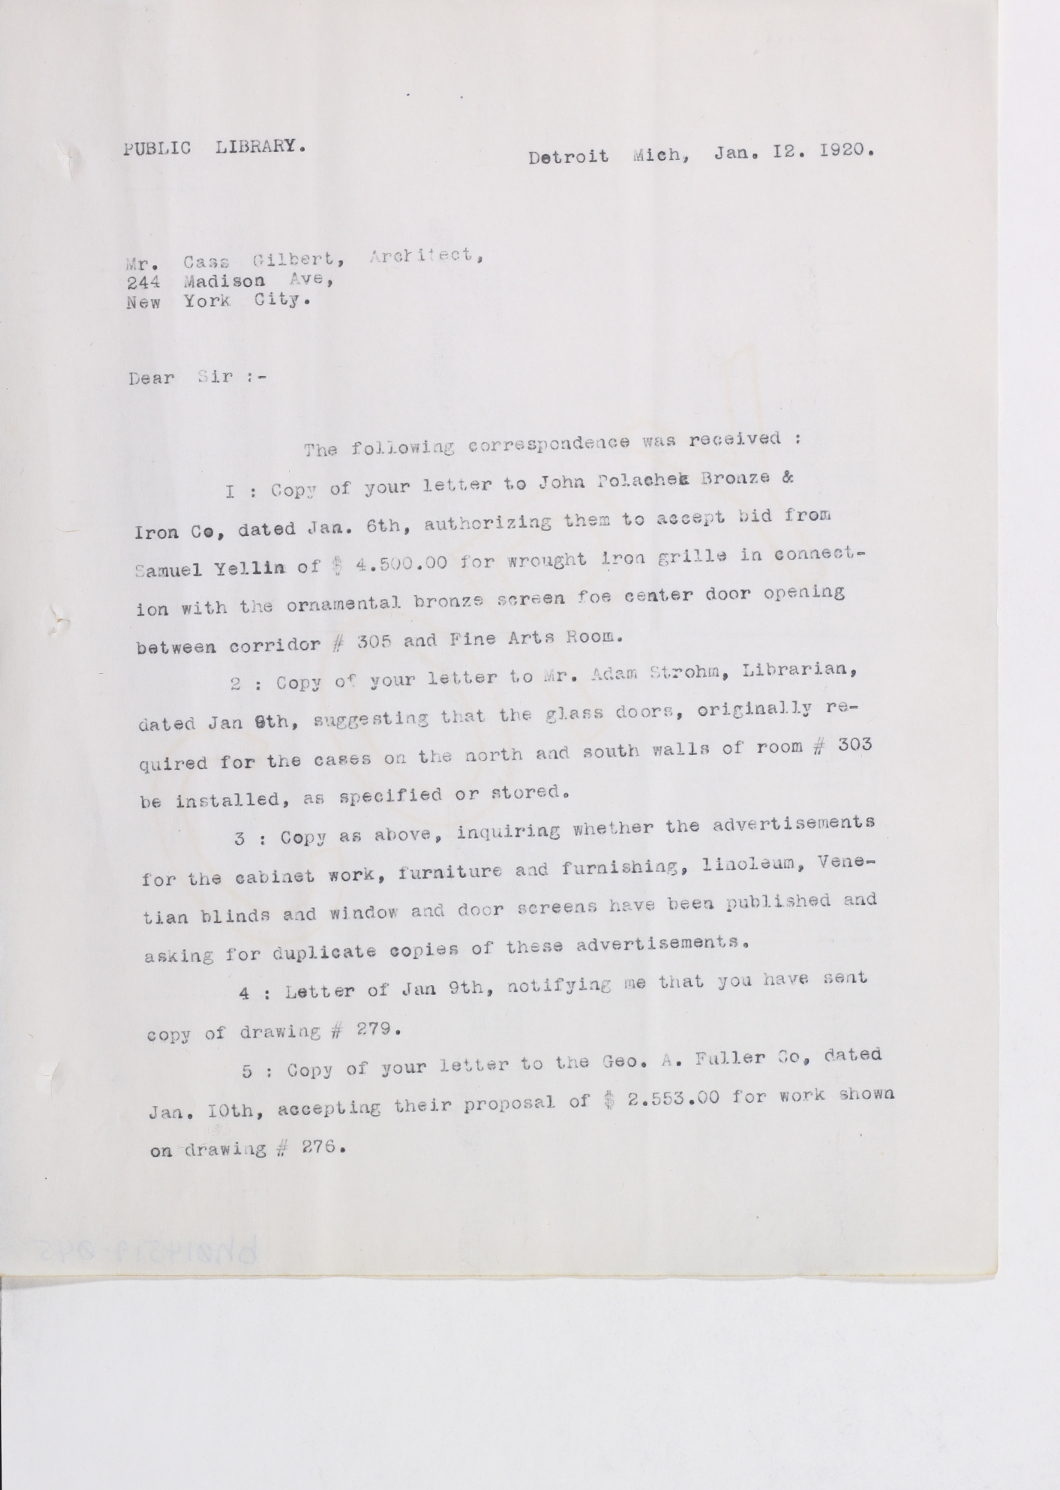 PUBLIC LIBRARY.
Detroit Mich, Jan. I2. I920.
Mr. Cass Gilbert, Architect,
244 Madison Ave,
New York City.
Dear Sir :-
The following correspondence was received :
I : Copy of your letter to John Polachek Bronze &
Iron Co, dated Jan. 6th, authorizing them to accept bid from
Samuel Yellin of $ 4.500.00 for wrought iron grille in connect-
ion with the ornamental bronze screen foe center door opening
between corridor # 305 and Fine Arts Room.
2 : Copy of your letter to Mr. Adam Strohm, Librarian,
dated Jan 9th, suggesting that the glass doors, originally re-
quired for the cases on the north and south walls of room # 303
be installed, as specified or stored.
3 : Copy as above, inquiring whether the advertisements
for the cabinet work, furniture and furnishing, linoleum, Vene-
tian blinds and window and door screens have been published and
asking for duplicate copies of these advertisements.
4 : Letter of Jan 9th, notifying me that you have sent
copy of drawing # 279.
5 : Copy of your letter to the Geo. A. Fuller Co, dated
Jan. I0th, accepting their proposal of $ 2.553.00 for work shown
on drawing # 276.